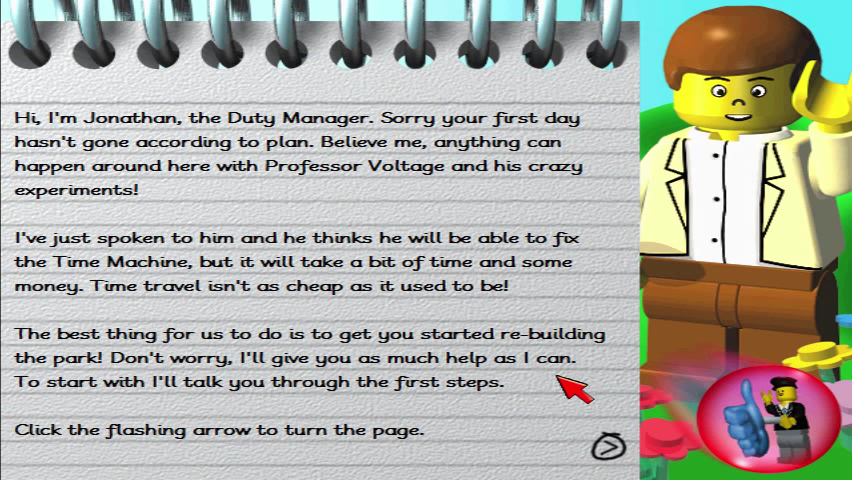 Hi, I'm Jonathan, the Duty Manager. Sorry your first day
hasn't gone according to plan. Believe me, anything can
happen around here with Professor Voltage and his crazy
experiments!
I've just spoken to him and he thinks he will be able to fix
the Time Machine, but it will take a bit of time and some
money. Time travel isn't as cheap as it used to be!
The best thing for us to do is to get you started re-building
the park! Don't worry, I'll give you as much help as I can.
To start with I'll talk you through the first steps.
Click the flashing arrow to turn the page.